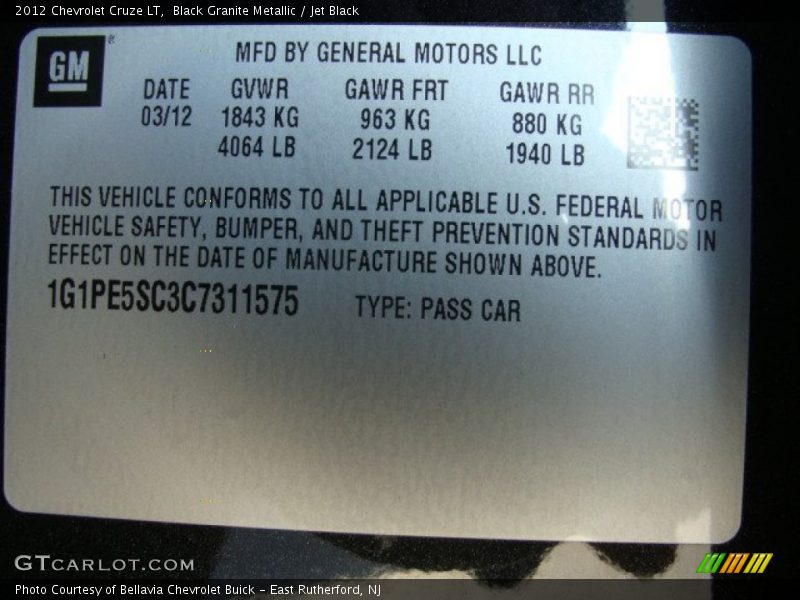 2012 Chevrolet Cruze LT,  Black Granite Metallic / Jet Black
GM®
MFD BY GENERAL MOTORS LLC
DATE GVWR GAWR FRT GAWR RR
03/12 1843 KG 963 KG 880 KG
4064 LB 2124 LB 1940 LB
THIS VEHICLE CONFORMS TO ALL APPLICABLE U.S. FEDERAL MOTOR
VEHICLE SAFETY, BUMPER, AND THEFT PREVENTION STANDARDS IN
EFFECT ON THE DATE OF MANUFACTURE SHOWN ABOVE.
1G1PE5SC3C7311575 TYPE: PASS CAR
GTCARLOT.COM
Photo Courtesy of Bellavia Chevrolet Buick - East Rutherford, NJ